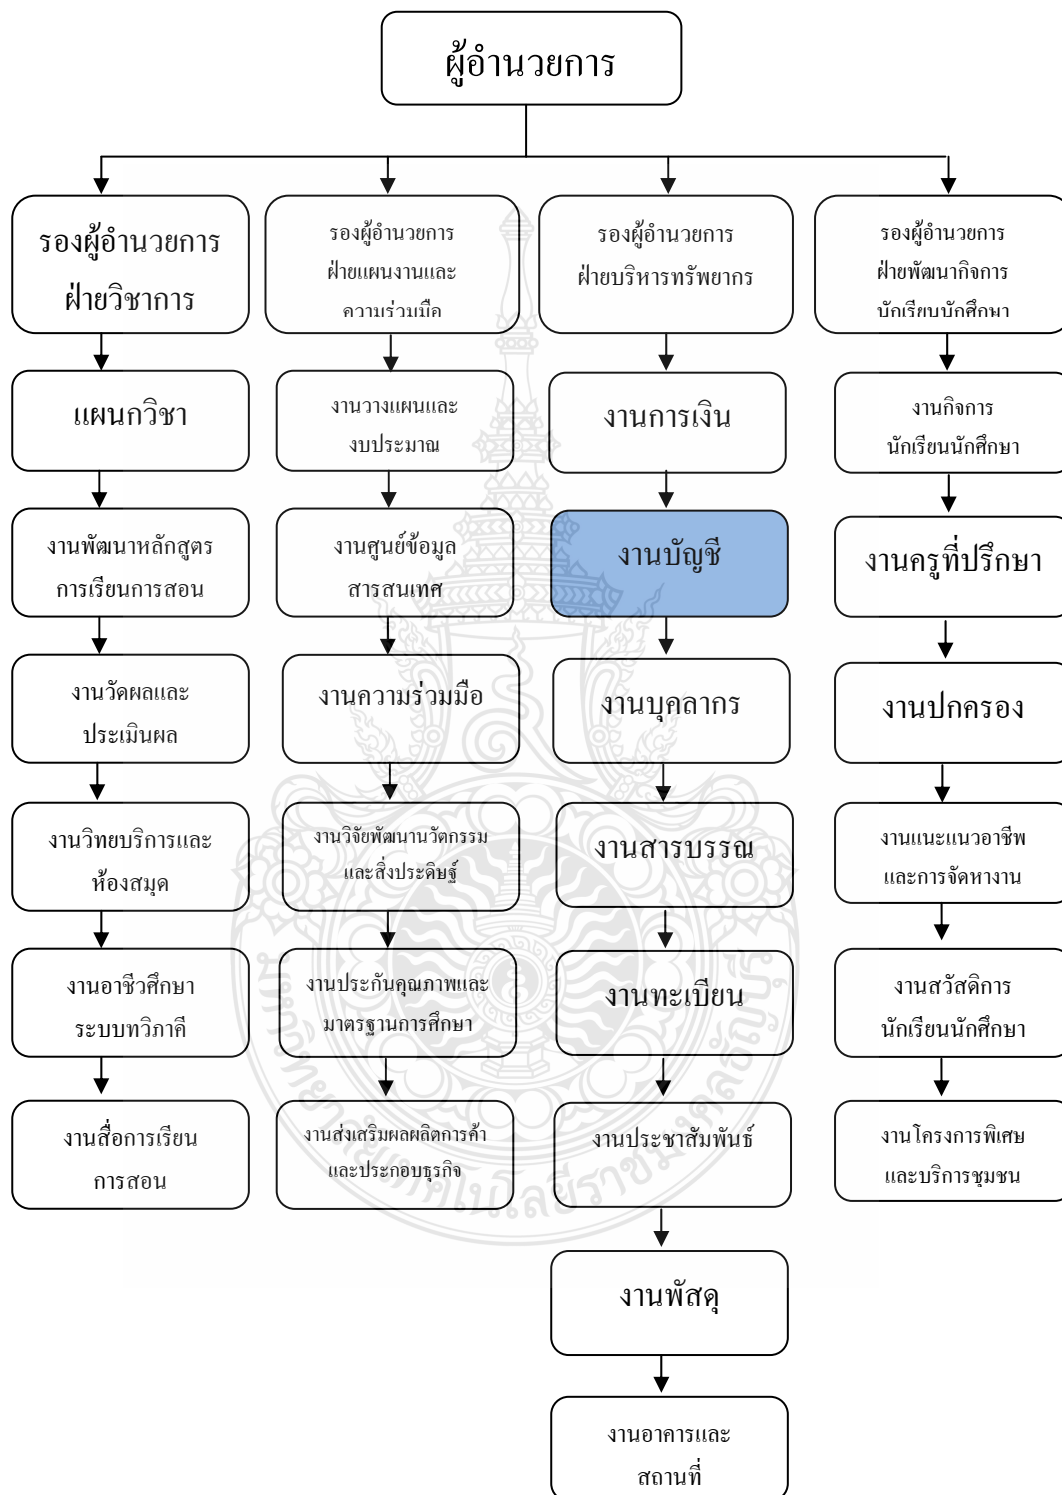 ผู้อำนวยการ
รองผู้อำนวยการ
ฝ่ายวิชาการ
แผนกวิชา
งานพัฒนาหลักสูตร
การเรียนการสอน
งานวัดผลและ
ประเมินผล
งานวิทยบริการและ
ห้องสมุด
งานอาชีวศึกษา
ระบบทวิภาคี
งานสื่อการเรียน
การสอน
รองผู้อำนวยการ
ฝ่ายแผนงานและ
ความร่วมมือ
งานวางแผนและ
งบประมาณ
งานศูนย์ข้อมูล
สารสนเทศ
งานความร่วมมือ
งานวิจัยพัฒนานวัตกรรม
และสิ่งประดิษฐ์
งานประกันคุณภาพและ
มาตรฐานการศึกษา
งานส่งเสริมผลผลิตการค้า
และประกอบธุรกิจ
รองผู้อำนวยการ
ฝ่ายบริหารทรัพยากร
งานการเงิน
งานบัญชี
งานบุคลากร
งานสารบรรณ
งานทะเบียน
งานประชาสัมพันธ์
งานพัสดุ
งานอาคารและ
สถานที่
รองผู้อำนวยการ
ฝ่ายพัฒนากิจการ
นักเรียนนักศึกษา
งานกิจการ
นักเรียนนักศึกษา
งานครูที่ปรึกษา
งานปกครอง
งานแนะแนวอาชีพ
และการจัดหางาน
งานสวัสดิการ
นักเรียนนักศึกษา
งานโครงการพิเศษ
และบริการชุมชน
มหาวิทยาลัยเทคโนโลยีราชมงคลธัญบุรี